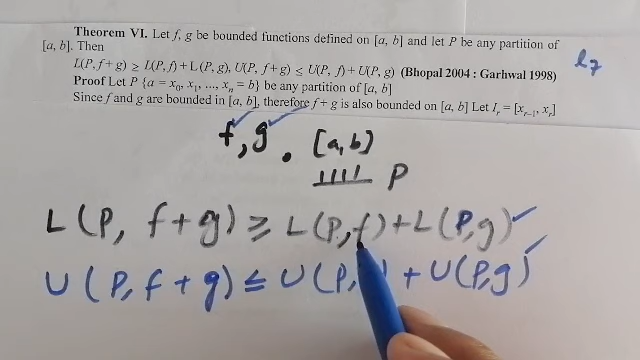 Theorem VI. Let f, g be bounded functions defined on [a, b] and let P be any partition of
[a, b]. Then
L(P, f + g) ≥ L(P, f) + L (P, g), U(P, f + g) ≤ U(P, f) + U(P, g) (Bhopal 2004 : Garhwal 1998)
Proof Let P {a = x₀, x₁, ..., xₙ = b} be any partition of [a, b]
Since f and g are bounded in [a, b], therefore f + g is also bounded on [a, b] Let Iᵣ = [xᵣ₋₁, xᵣ]
f, g . [a, b]
P
L(P, f+g) ≥ L(P,f)+L(P,g)
U(P, f+g) ≤ U(P, ) + U(P,g)